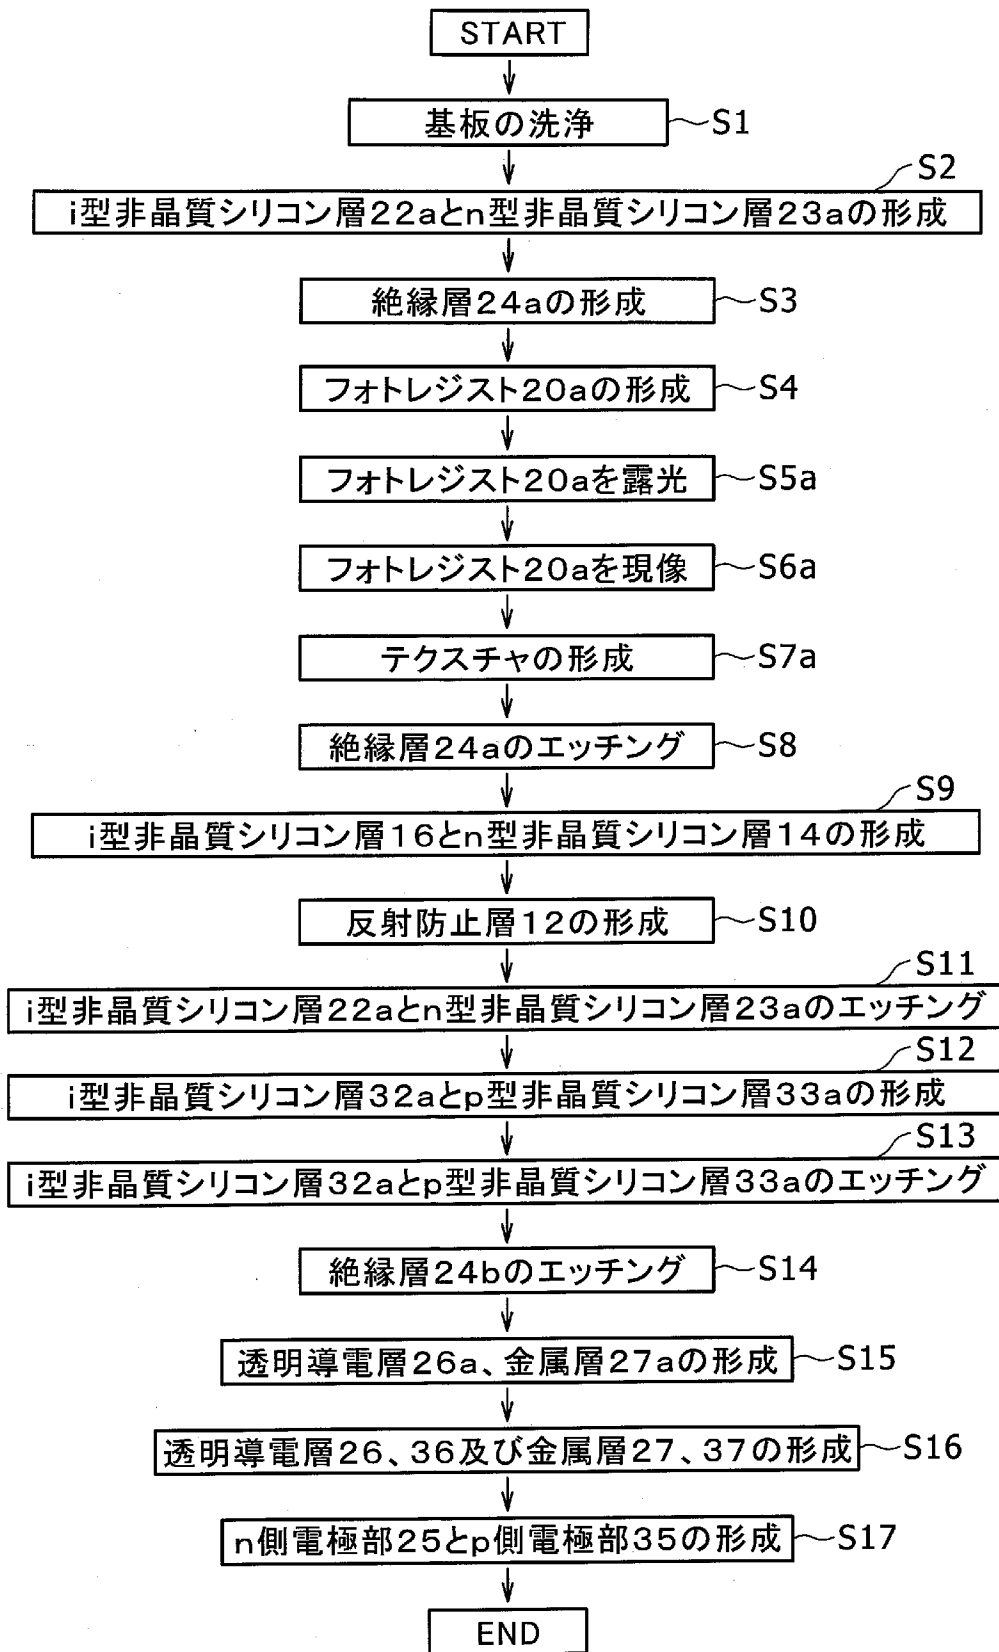 START
基板の洗浄 S1
S2
i型非晶質シリコン層22aとn型非晶質シリコン層23aの形成
絶縁層24aの形成 S3
フォトレジスト20aの形成 S4
フォトレジスト20aを露光 S5a
フォトレジスト20aを現像 S6a
テクスチャの形成 S7a
絶縁層24aのエッチング S8
S9
i型非晶質シリコン層16とn型非晶質シリコン層14の形成
反射防止層12の形成 S10
S11
i型非晶質シリコン層22aとn型非晶質シリコン層23aのエッチング
S12
i型非晶質シリコン層32aとp型非晶質シリコン層33aの形成
S13
i型非晶質シリコン層32aとp型非晶質シリコン層33aのエッチング
絶縁層24bのエッチング S14
透明導電層26a、金属層27aの形成 S15
透明導電層26、36及び金属層27、37の形成 S16
n側電極部25とp側電極部35の形成 S17
END